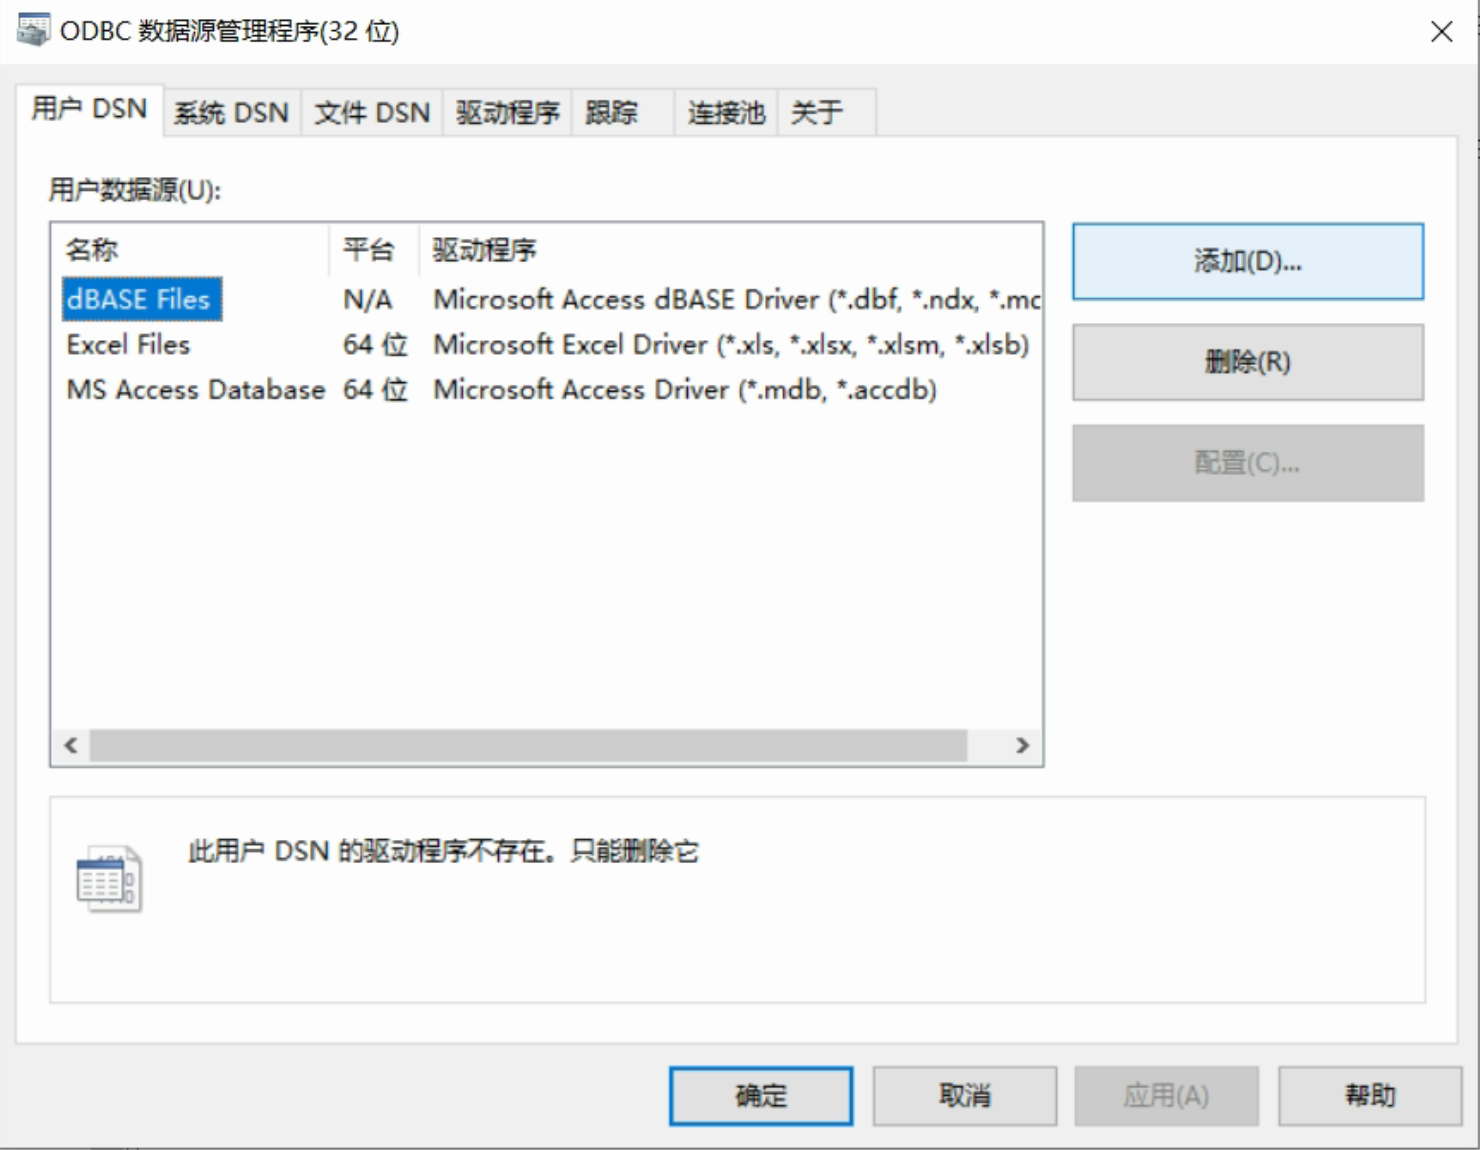 ODBC 数据源管理程序(32 位)
用户 DSN 系统 DSN 文件 DSN 驱动程序 跟踪 连接池 关于
用户数据源(U):
名称 平台 驱动程序
dBASE Files N/A Microsoft Access dBASE Driver (*.dbf, *.ndx, *.mc
Excel Files 64 位 Microsoft Excel Driver (*.xls, *.xlsx, *.xlsm, *.xlsb)
MS Access Database 64 位 Microsoft Access Driver (*.mdb, *.accdb)
添加(D)...
删除(R)
配置(C)...
此用户 DSN 的驱动程序不存在。只能删除它
确定 取消 应用(A) 帮助